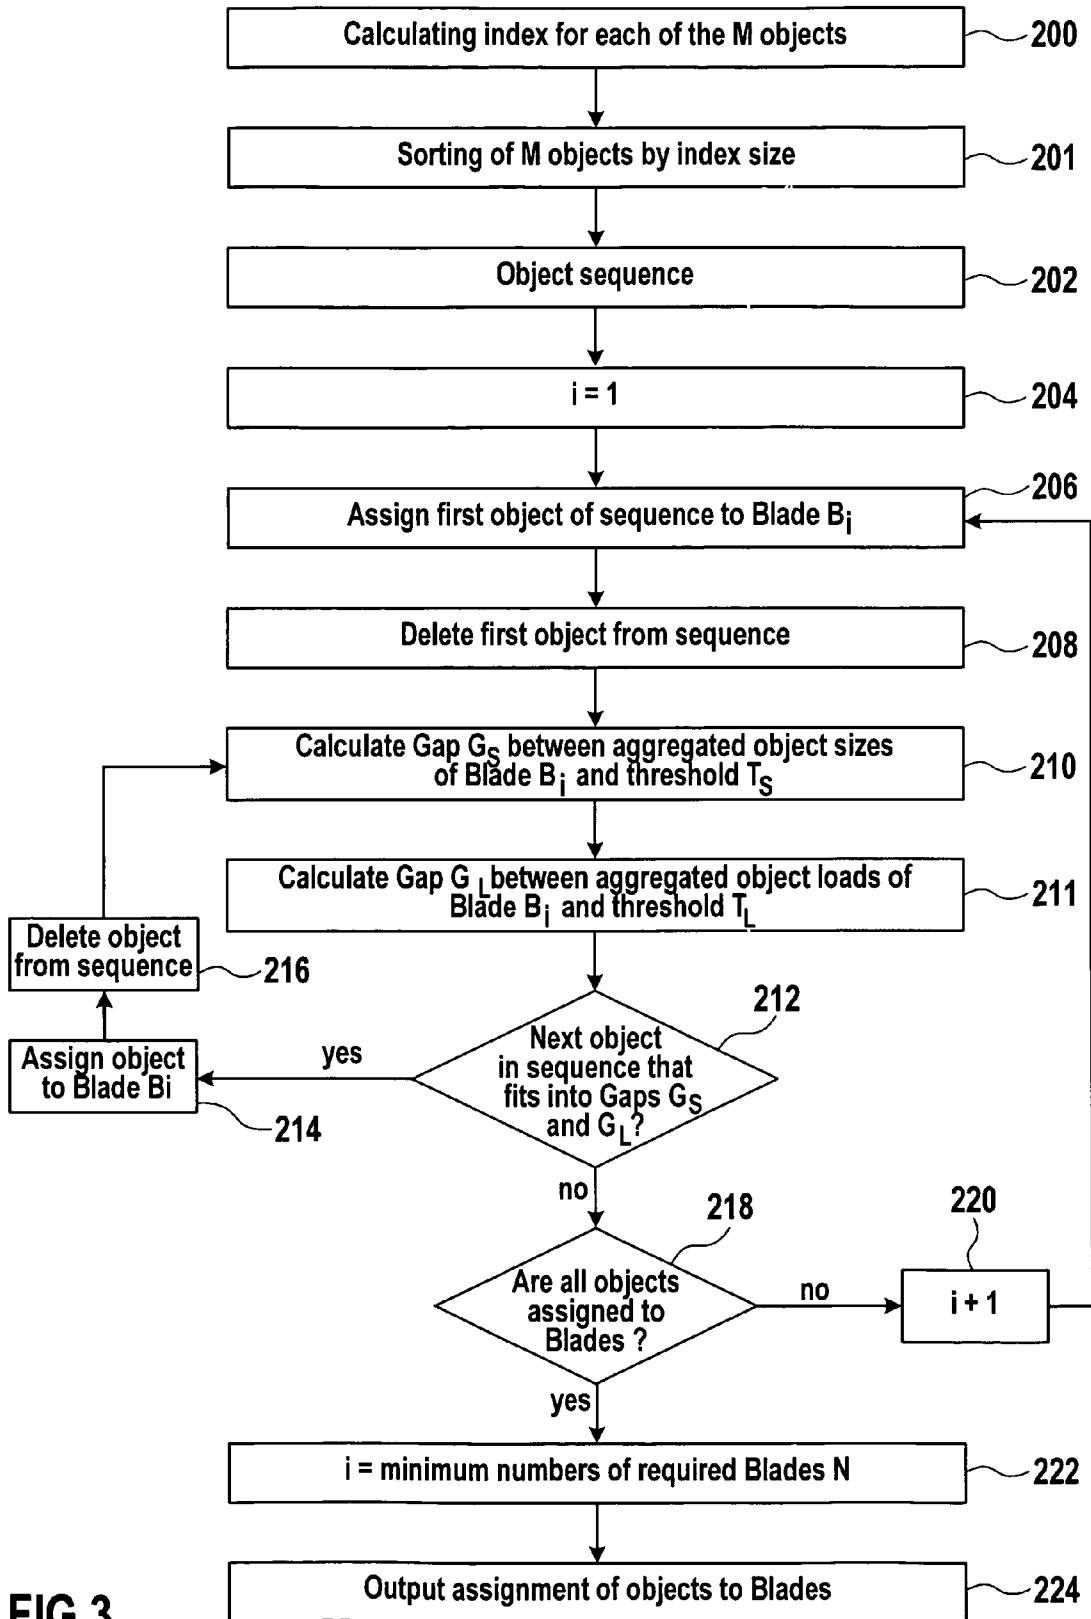 Calculating index for each of the M objects
200
Sorting of M objects by index size
201
Object sequence
202
i = 1
204
Assign first object of sequence to Blade Bi
206
Delete first object from sequence
208
Calculate Gap GS between aggregated object sizes
of Blade Bi and threshold TS
210
Calculate Gap GL between aggregated object loads of
Blade Bi and threshold TL
211
Delete object
from sequence
216
Next object
in sequence that
fits into Gaps GS
and GL?
212
yes
Assign object
to Blade Bi
214
no
Are all objects
assigned to
Blades ?
218
no
i + 1
220
yes
i = minimum numbers of required Blades N
222
Output assignment of objects to Blades
224
FIG 3